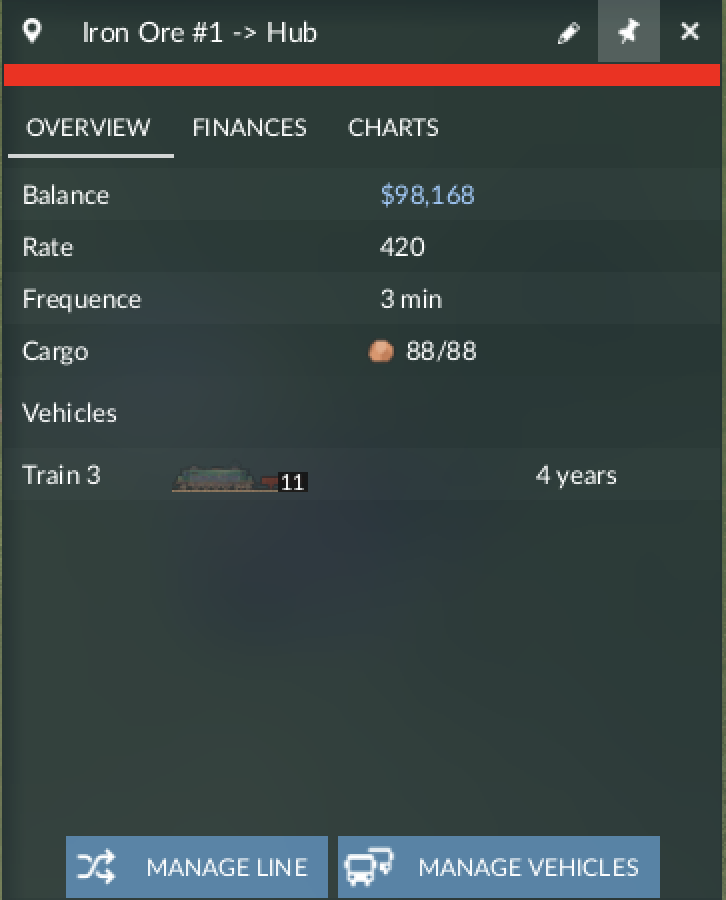 Iron Ore #1 -> Hub
OVERVIEW FINANCES CHARTS
Balance $98,168
Rate 420
Frequence 3 min
Cargo 88/88
Vehicles
Train 3 11 4 years
MANAGE LINE MANAGE VEHICLES